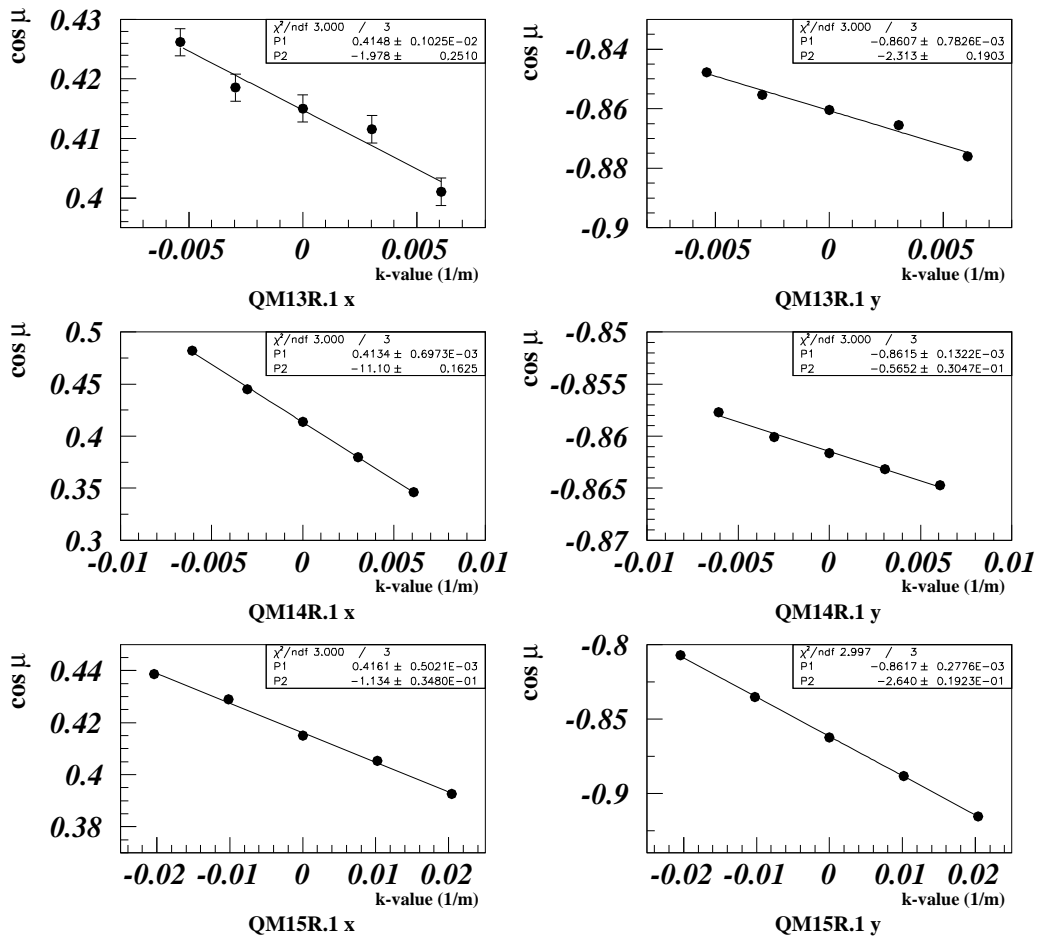 cos μ
0.43
0.42
0.41
0.4
χ²/ndf 3.000 / 3
P1 0.4148 ± 0.1025E-02
P2 -1.978 ± 0.2510
-0.005 0 0.005
k-value (1/m)
QM13R.1 x
cos μ
-0.84
-0.86
-0.88
-0.9
χ²/ndf 3.000 / 3
P1 -0.8607 ± 0.7826E-03
P2 -2.313 ± 0.1903
-0.005 0 0.005
k-value (1/m)
QM13R.1 y
cos μ
0.5
0.45
0.4
0.35
0.3
χ²/ndf 3.000 / 3
P1 0.4134 ± 0.6973E-03
P2 -11.10 ± 0.1625
-0.01 -0.005 0 0.005 0.01
k-value (1/m)
QM14R.1 x
cos μ
-0.85
-0.855
-0.86
-0.865
-0.87
χ²/ndf 3.000 / 3
P1 -0.8615 ± 0.1322E-03
P2 -0.5652 ± 0.3047E-01
-0.01 -0.005 0 0.005 0.01
k-value (1/m)
QM14R.1 y
cos μ
0.44
0.42
0.4
0.38
χ²/ndf 3.000 / 3
P1 0.4161 ± 0.5021E-03
P2 -1.134 ± 0.3480E-01
-0.02 -0.01 0 0.01 0.02
k-value (1/m)
QM15R.1 x
cos μ
-0.8
-0.85
-0.9
χ²/ndf 2.997 / 3
P1 -0.8617 ± 0.2776E-03
P2 -2.640 ± 0.1923E-01
-0.02 -0.01 0 0.01 0.02
k-value (1/m)
QM15R.1 y